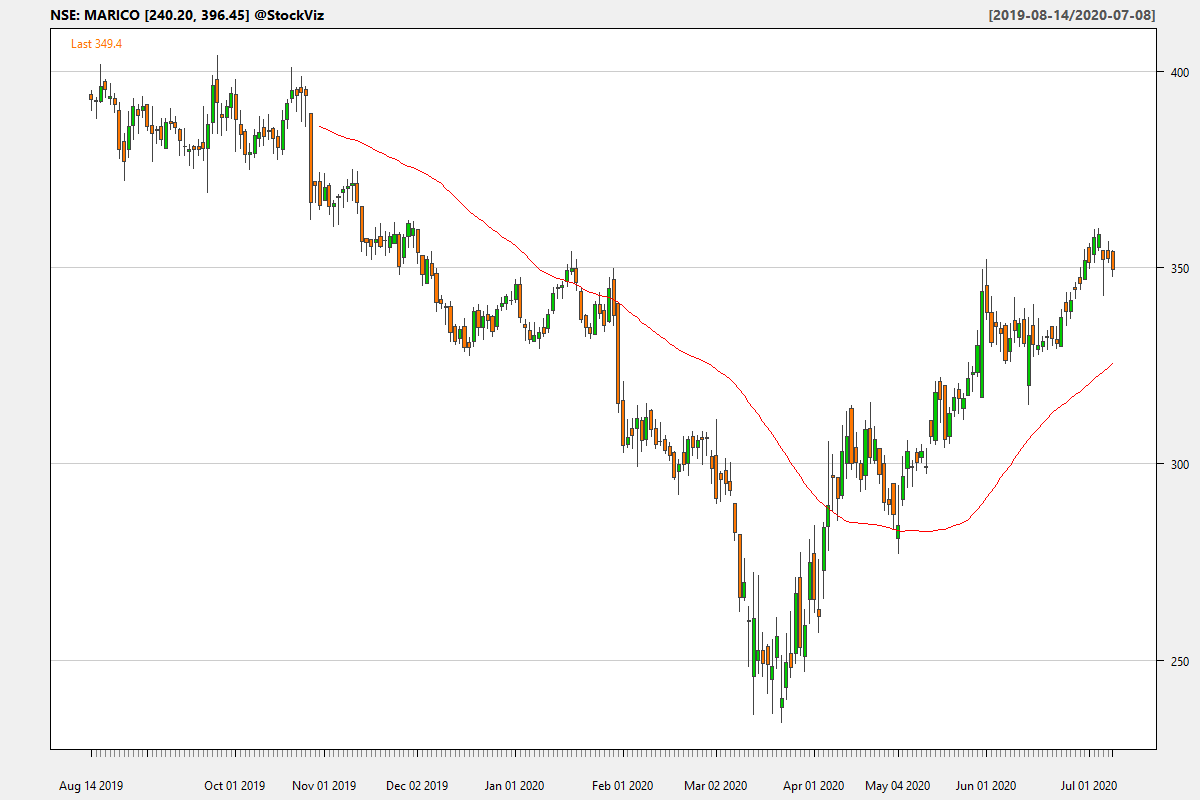 NSE: MARICO [240.20, 396.45] @StockViz
[2019-08-14/2020-07-08]
Last 349.4
400
350
300
250
Aug 14 2019
Oct 01 2019
Nov 01 2019
Dec 02 2019
Jan 01 2020
Feb 01 2020
Mar 02 2020
Apr 01 2020
May 04 2020
Jun 01 2020
Jul 01 2020